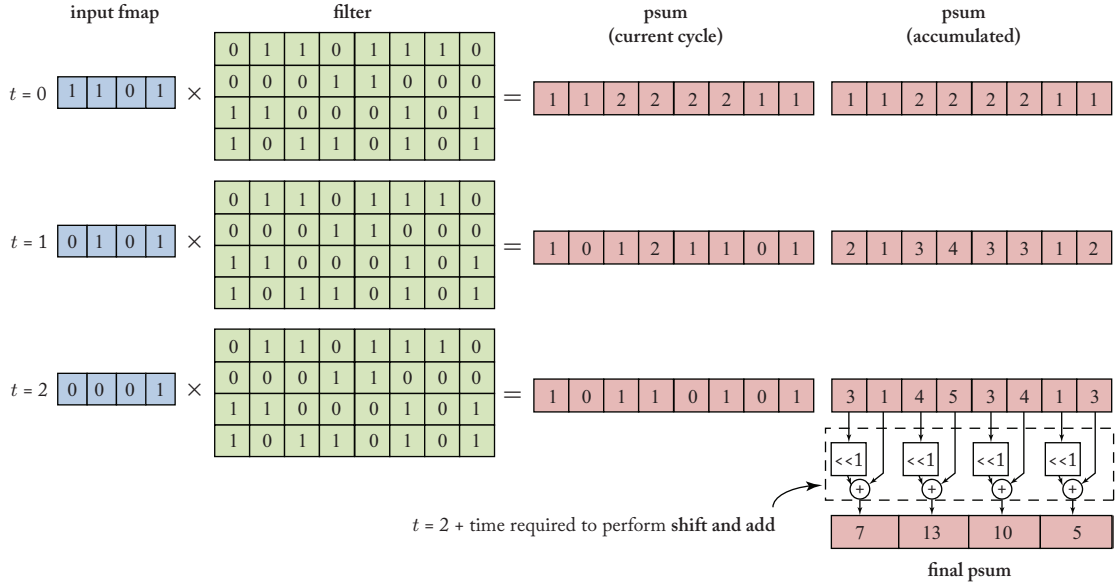 input fmap filter psum (current cycle) psum (accumulated)
0 1 1 0 1 1 1 0
t = 0 1 1 0 1 × 0 0 0 1 1 0 0 0 = 1 1 2 2 2 2 1 1 1 1 2 2 2 2 1 1
1 1 0 0 0 1 0 1
1 0 1 1 0 1 0 1
0 1 1 0 1 1 1 0
t = 1 0 1 0 1 × 0 0 0 1 1 0 0 0 = 1 0 1 2 1 1 0 1 2 1 3 4 3 3 1 2
1 1 0 0 0 1 0 1
1 0 1 1 0 1 0 1
0 1 1 0 1 1 1 0
t = 2 0 0 0 1 × 0 0 0 1 1 0 0 0 = 1 0 1 1 0 1 0 1 3 1 4 5 3 4 1 3
1 1 0 0 0 1 0 1
1 0 1 1 0 1 0 1
<<1 <<1 <<1 <<1
+ + + +
t = 2 + time required to perform shift and add
7 13 10 5
final psum